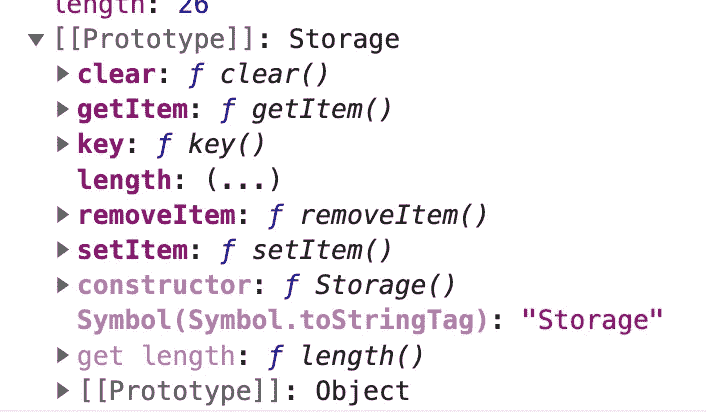 length: 26
[[Prototype]]: Storage
clear: ƒ clear()
getItem: ƒ getItem()
key: ƒ key()
length: (...)
removeItem: ƒ removeItem()
setItem: ƒ setItem()
constructor: ƒ Storage()
Symbol(Symbol.toStringTag): "Storage"
get length: ƒ length()
[[Prototype]]: Object